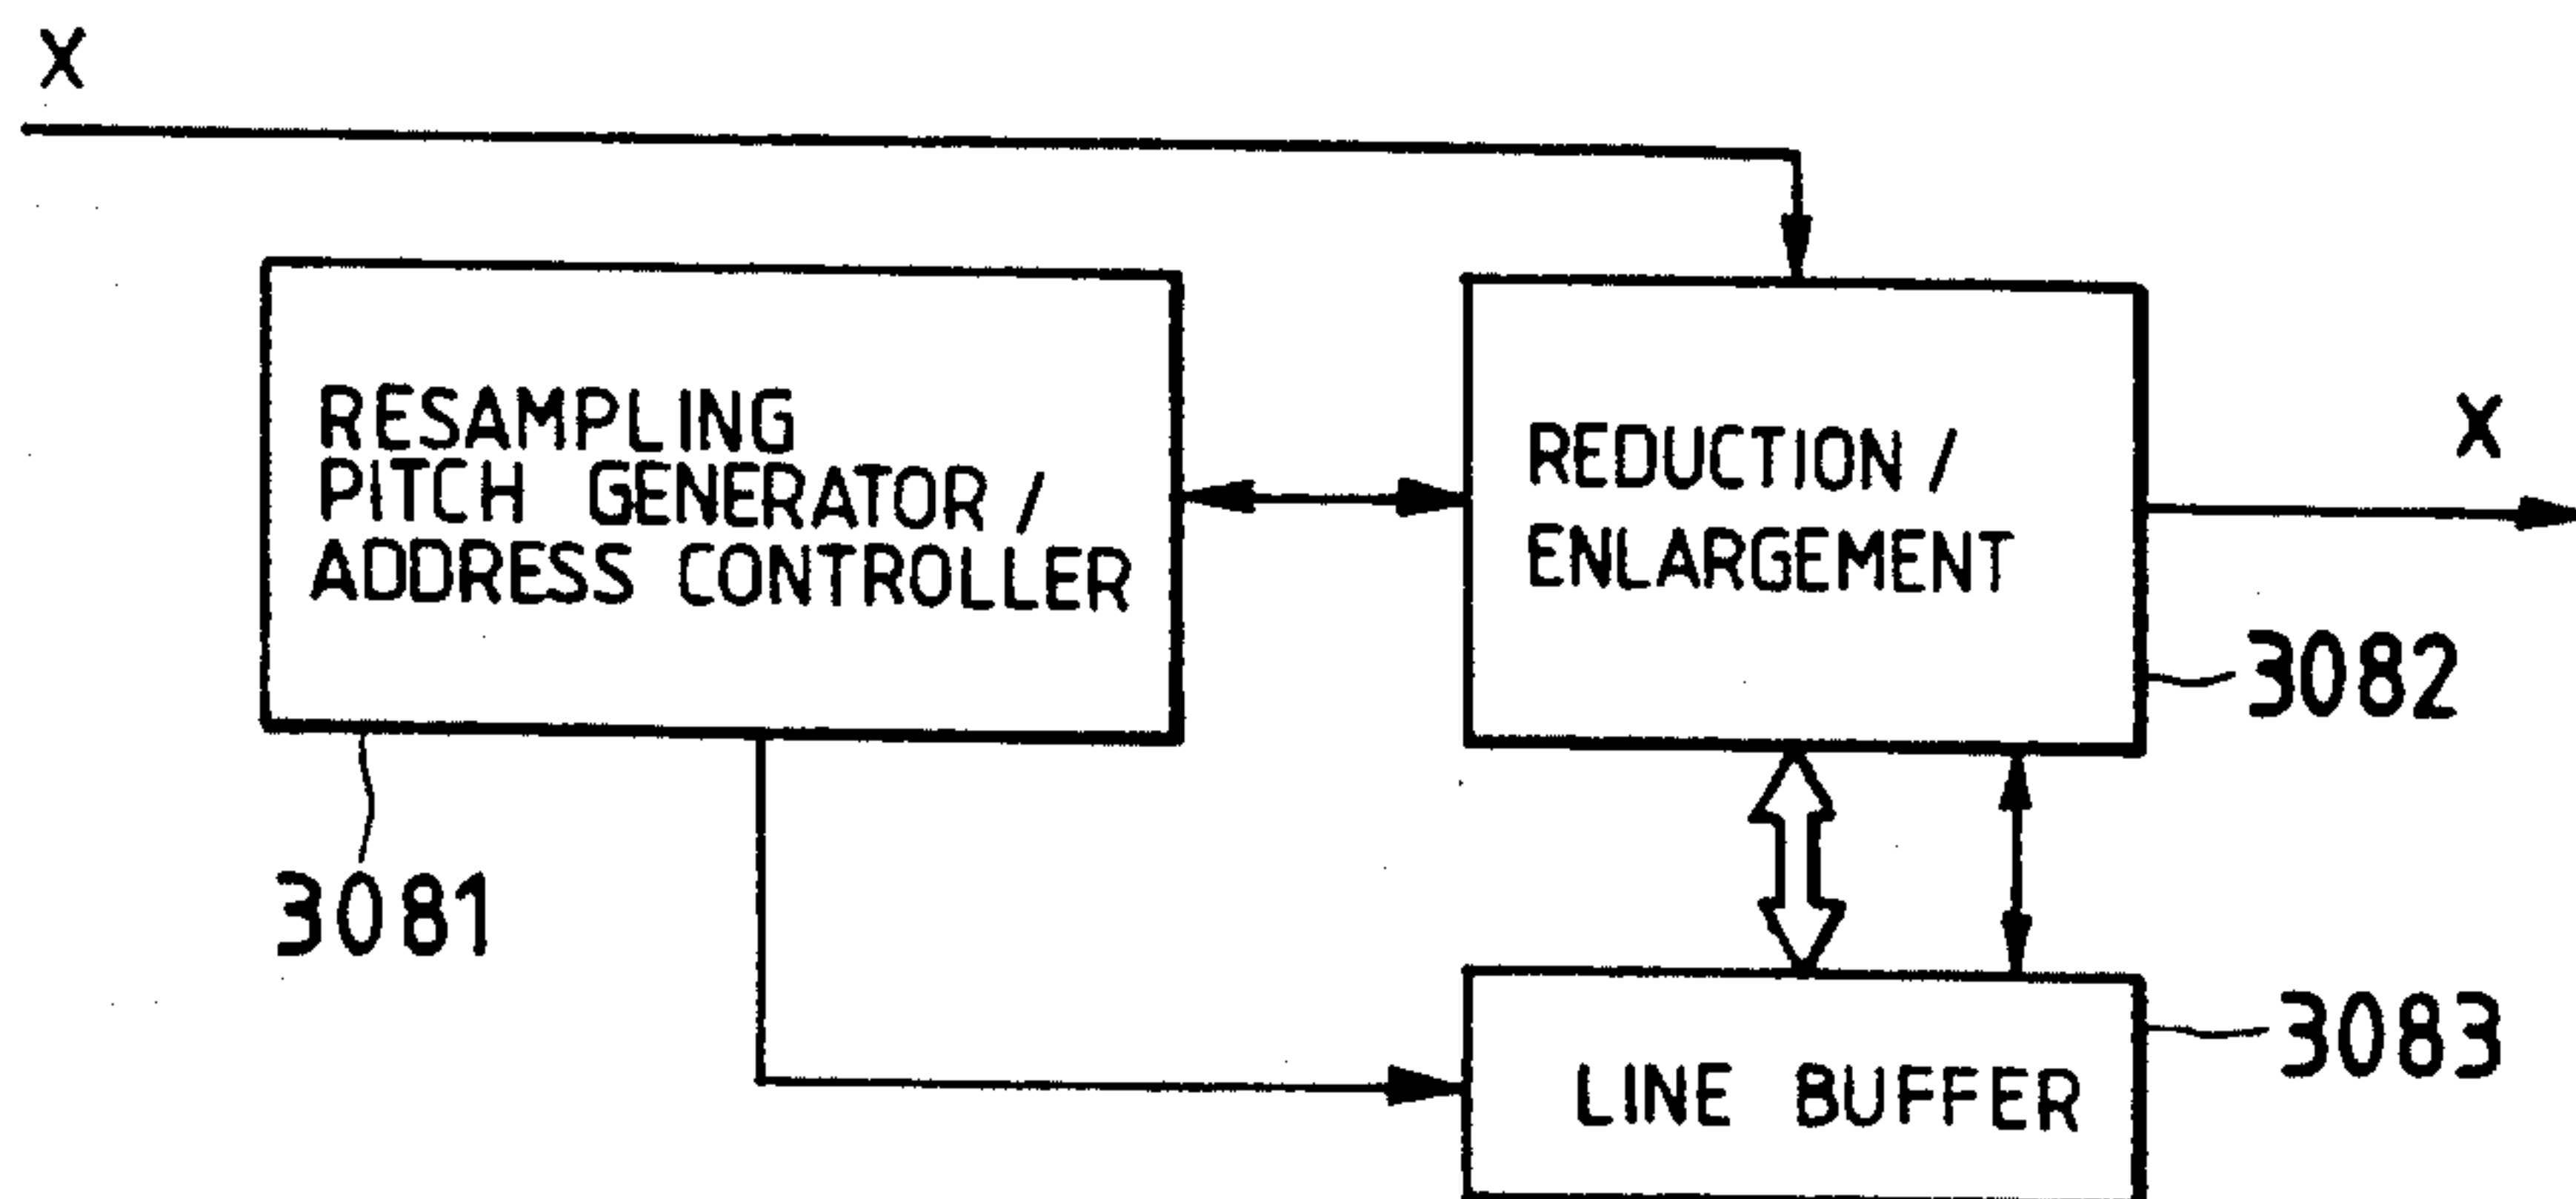 X
RESAMPLING
PITCH GENERATOR /
ADDRESS CONTROLLER
REDUCTION /
ENLARGEMENT
X
3082
3081
LINE BUFFER
3083